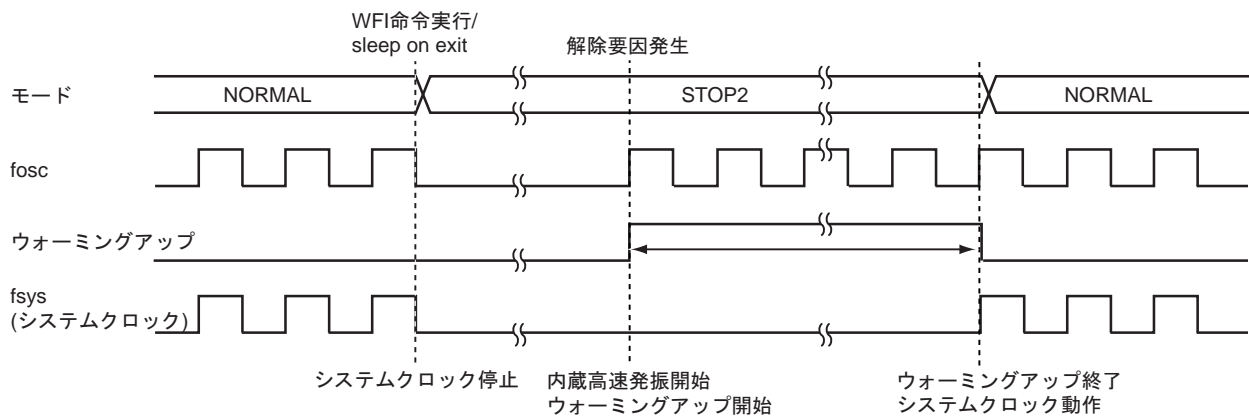 WFI命令実行/
sleep on exit
解除要因発生
モード
NORMAL
STOP2
NORMAL
fosc
ウォーミングアップ
fsys
(システムクロック)
システムクロック停止
内蔵高速発振開始
ウォーミングアップ開始
ウォーミングアップ終了
システムクロック動作